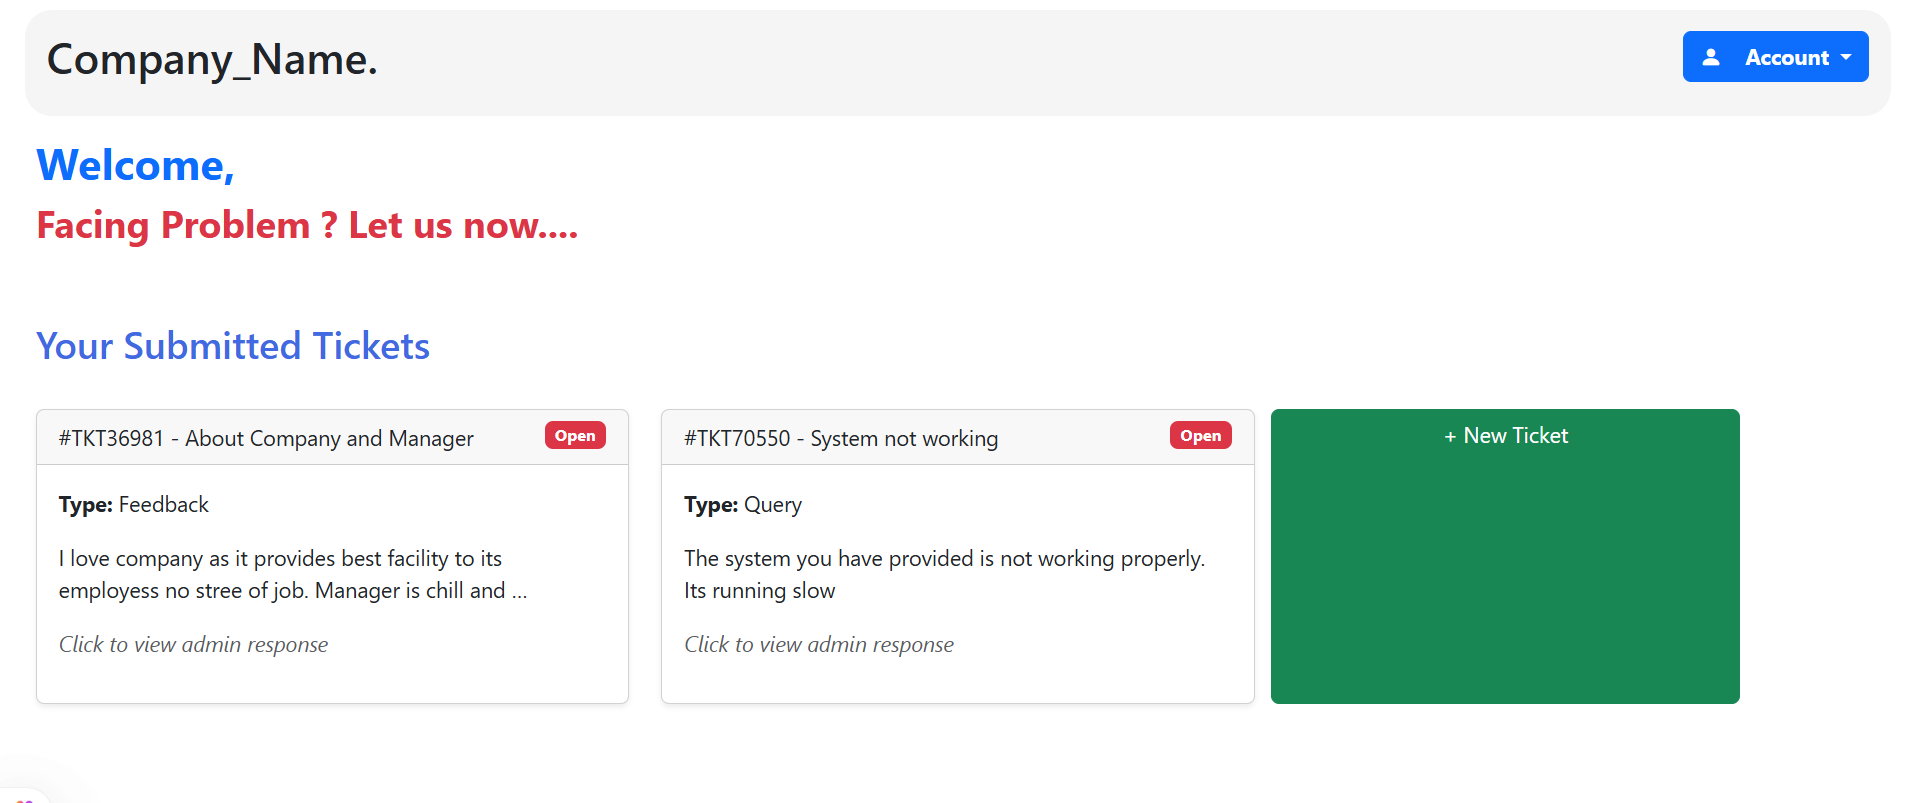 Company_Name.
Account
Welcome,
Facing Problem ? Let us now....
Your Submitted Tickets
#TKT36981 - About Company and Manager
Open
Type: Feedback
I love company as it provides best facility to its
employess no stree of job. Manager is chill and ...
Click to view admin response
#TKT70550 - System not working
Open
Type: Query
The system you have provided is not working properly.
Its running slow
Click to view admin response
+ New Ticket